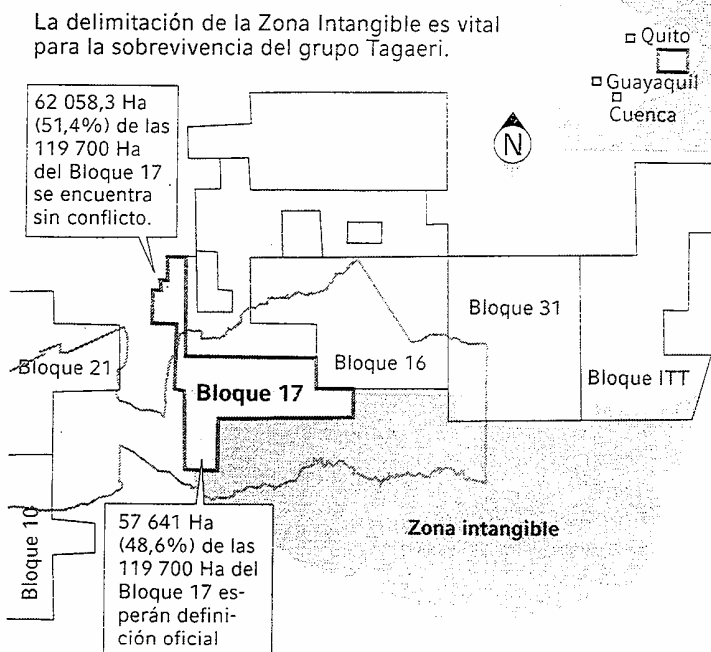 La delimitación de la Zona Intangible es vital
para la sobrevivencia del grupo Tagaeri.
Quito
Guayaquil
Cuenca
62 058,3 Ha
(51,4%) de las
119 700 Ha
del Bloque 17
se encuentra
sin conflicto.
N
Bloque 31
Bloque 21
Bloque 16
Bloque ITT
Bloque 17
Bloque 10
57 641 Ha
(48,6%) de las
119 700 Ha del
Bloque 17 es-
perán defini-
ción oficial
Zona intangible